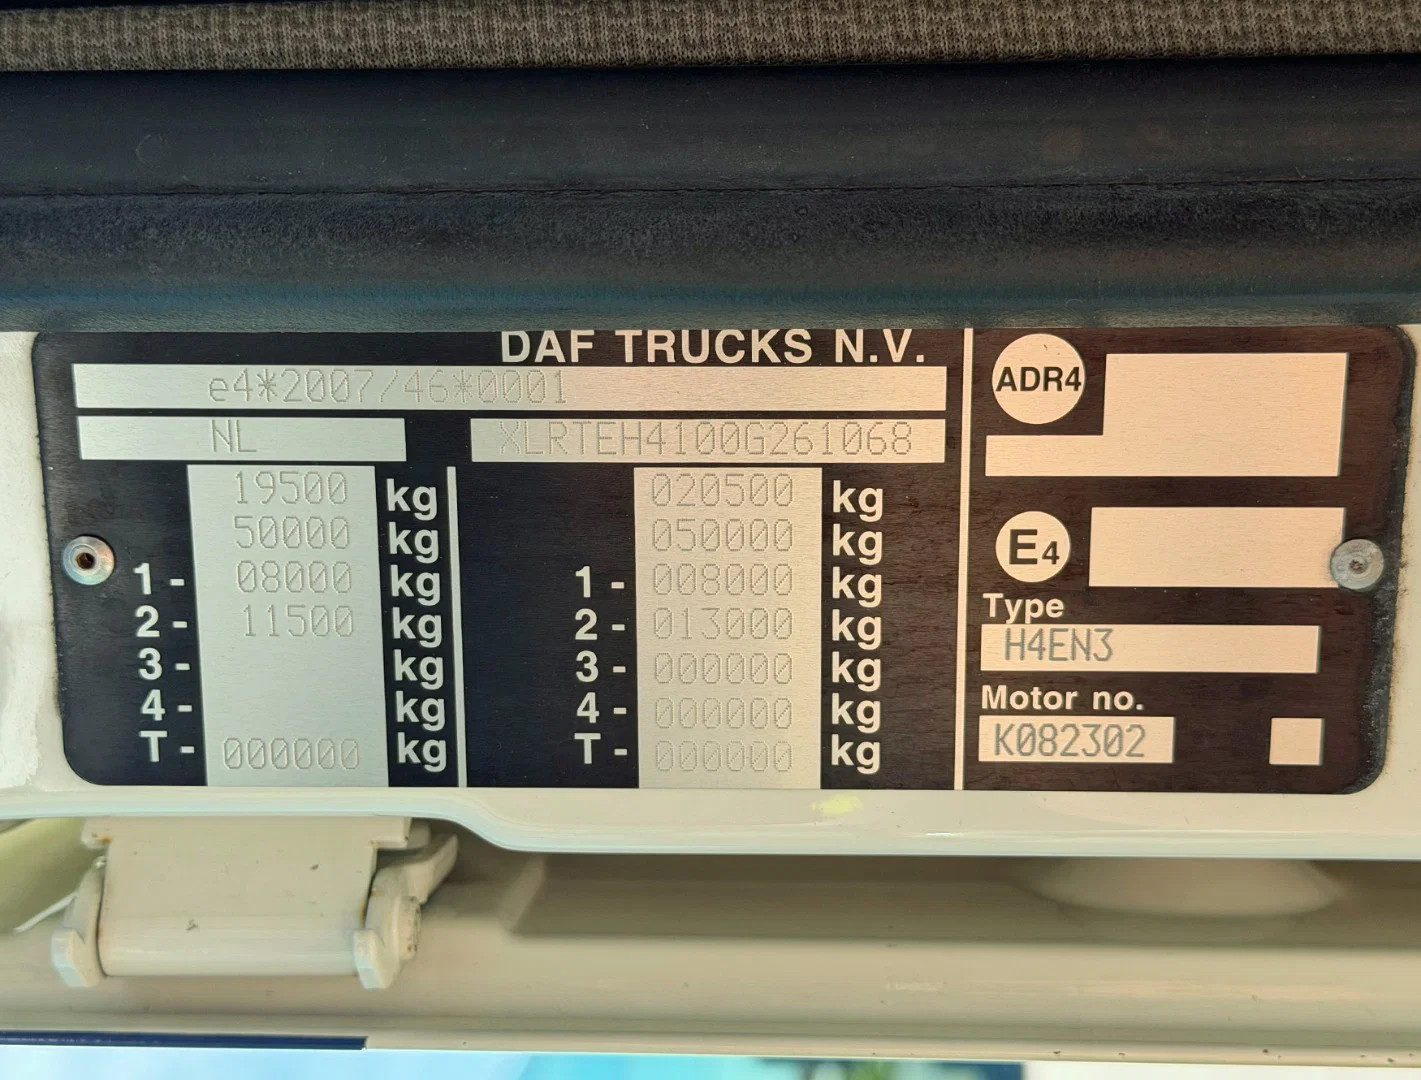 DAF TRUCKS N.V.
e4*2007/46*0001
NL XLRTEH4100G261068
19500 kg 020500 kg
50000 kg 050000 kg
1- 08000 kg 1- 008000 kg
2- 11500 kg 2- 013000 kg
3- kg 3- 000000 kg
4- kg 4- 000000 kg
T- 000000 kg T- 000000 kg
ADR4
E4
Type
H4EN3
Motor no.
K082302